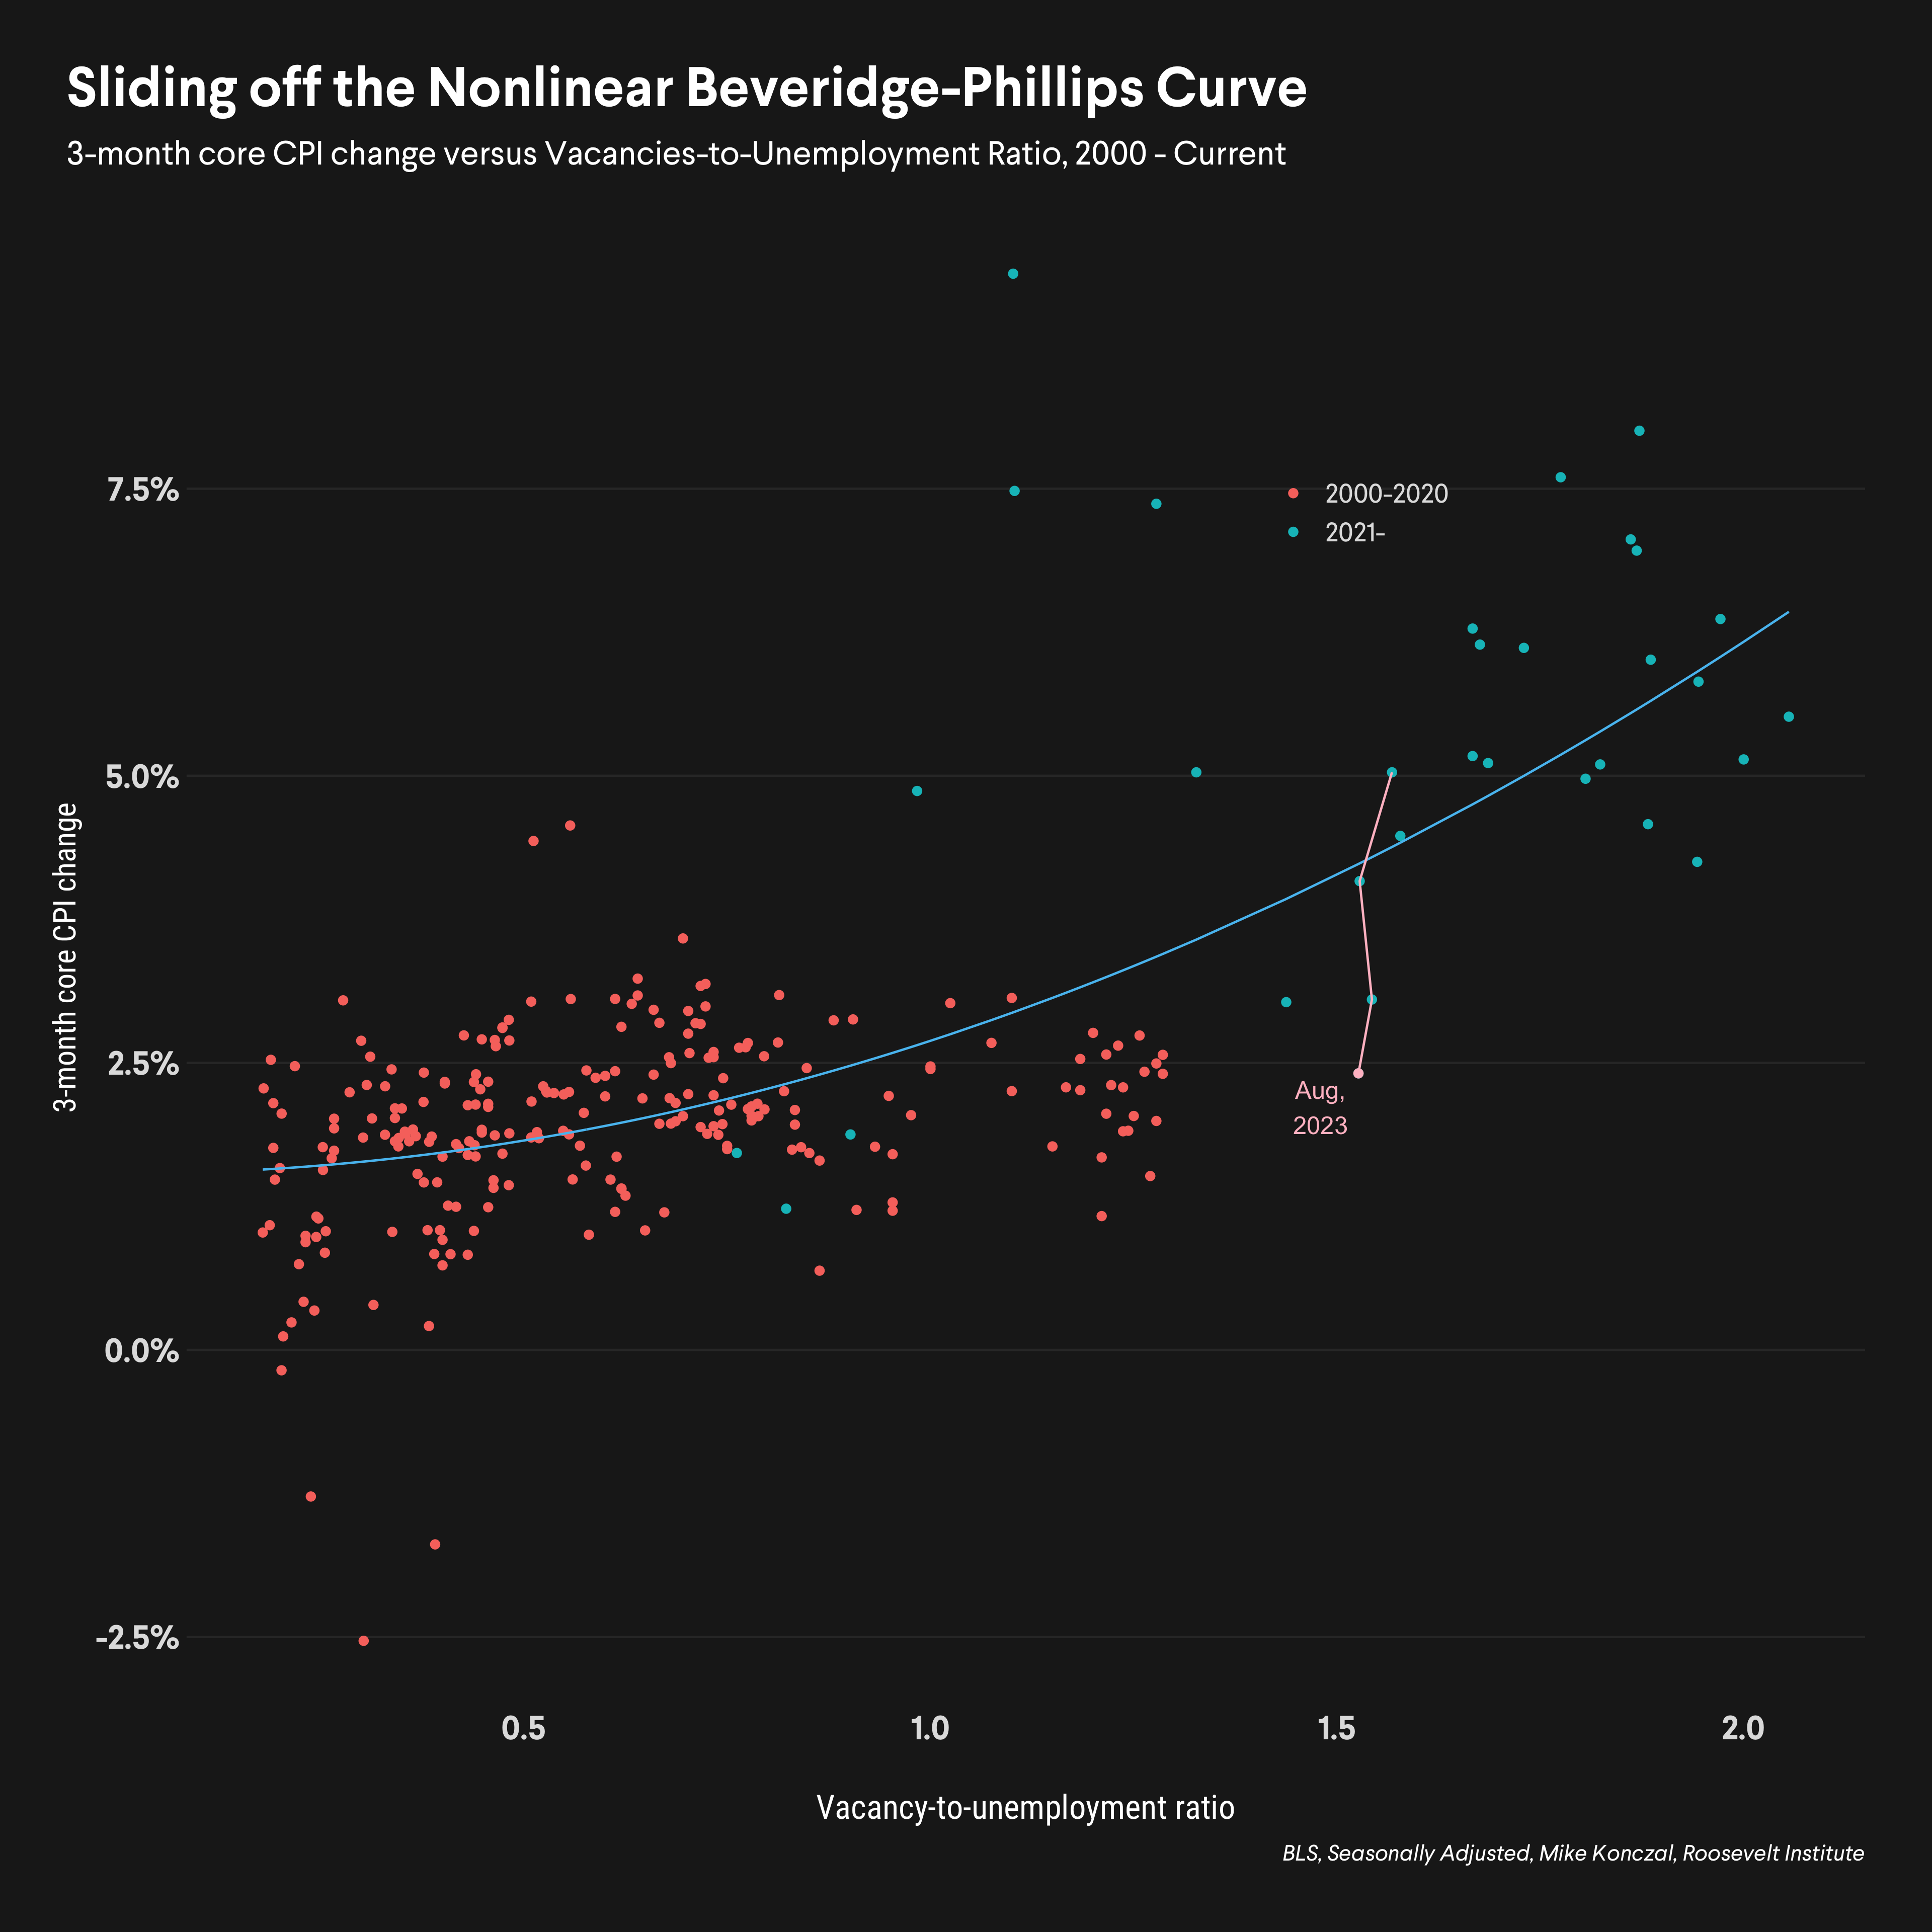 Sliding off the Nonlinear Beveridge-Phillips Curve
3-month core CPI change versus Vacancies-to-Unemployment Ratio, 2000 - Current
3-month core CPI change
7.5%
5.0%
2.5%
0.0%
-2.5%
2000-2020
2021-
Aug,
2023
0.5
1.0
1.5
2.0
Vacancy-to-unemployment ratio
BLS, Seasonally Adjusted, Mike Konczal, Roosevelt Institute